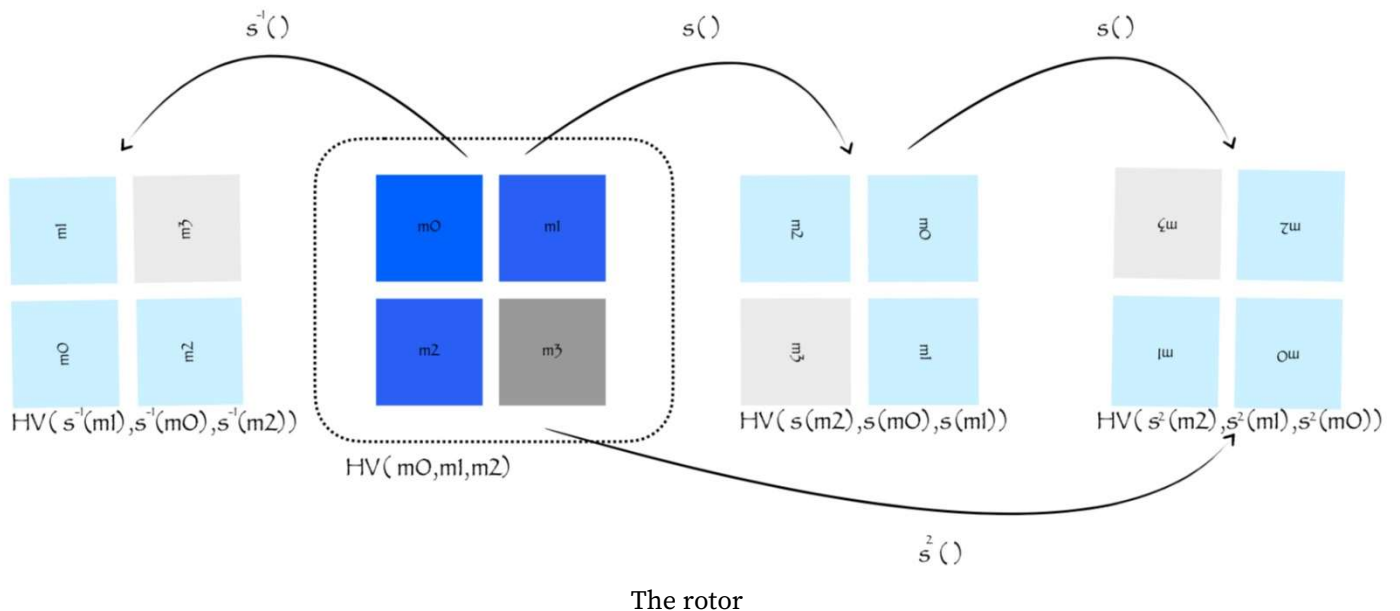 s⁻¹()
s()
s()
m1
m3
m0
m2
HV(s⁻¹(m1),s⁻¹(m0),s⁻¹(m2))
m0
m1
m2
m3
HV(m0,m1,m2)
m2
m0
m3
m1
HV(s(m2),s(m0),s(m1))
m3
m2
m1
m0
HV(s²(m2),s²(m1),s²(m0))
s²()
The rotor